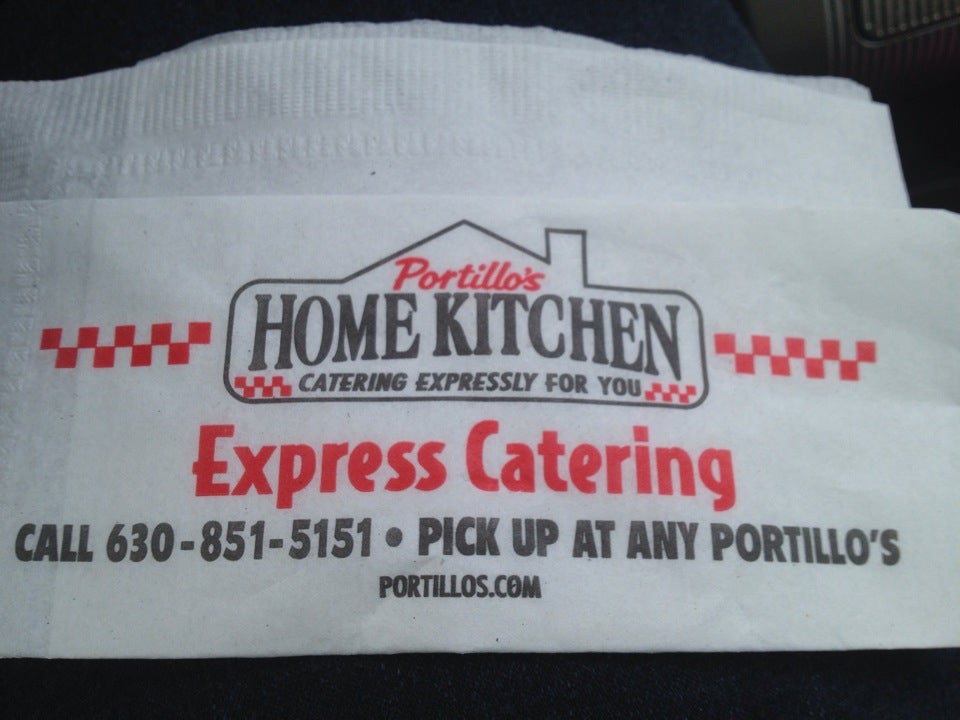 Portillo's
HOME KITCHEN
CATERING EXPRESSLY FOR YOU
Express Catering
CALL 630-851-5151 • PICK UP AT ANY PORTILLO'S
PORTILLOS.COM